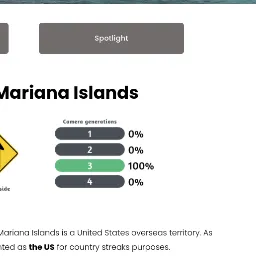 Spotlight
Mariana Islands
Camera generations
1 0%
2 0%
3 100%
4 0%
side
Mariana Islands is a United States overseas territory. As
nted as the US for country streaks purposes.